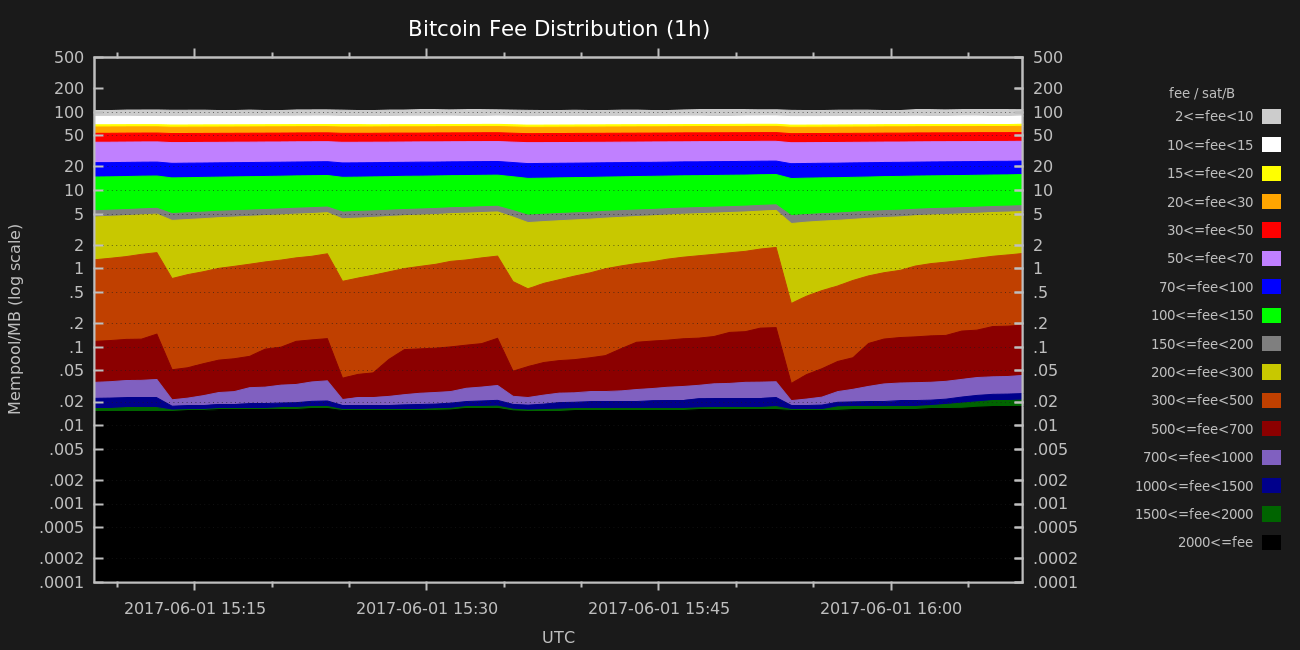 Bitcoin Fee Distribution (1h)
Mempool/MB (log scale)
500
200
100
50
20
10
5
2
1
.5
.2
.1
.05
.02
.01
.005
.002
.001
.0005
.0002
.0001
500
200
100
50
20
10
5
2
1
.5
.2
.1
.05
.02
.01
.005
.002
.001
.0005
.0002
.0001
2017-06-01 15:15 2017-06-01 15:30 2017-06-01 15:45 2017-06-01 16:00
UTC
fee / sat/B
2<=fee<10
10<=fee<15
15<=fee<20
20<=fee<30
30<=fee<50
50<=fee<70
70<=fee<100
100<=fee<150
150<=fee<200
200<=fee<300
300<=fee<500
500<=fee<700
700<=fee<1000
1000<=fee<1500
1500<=fee<2000
2000<=fee